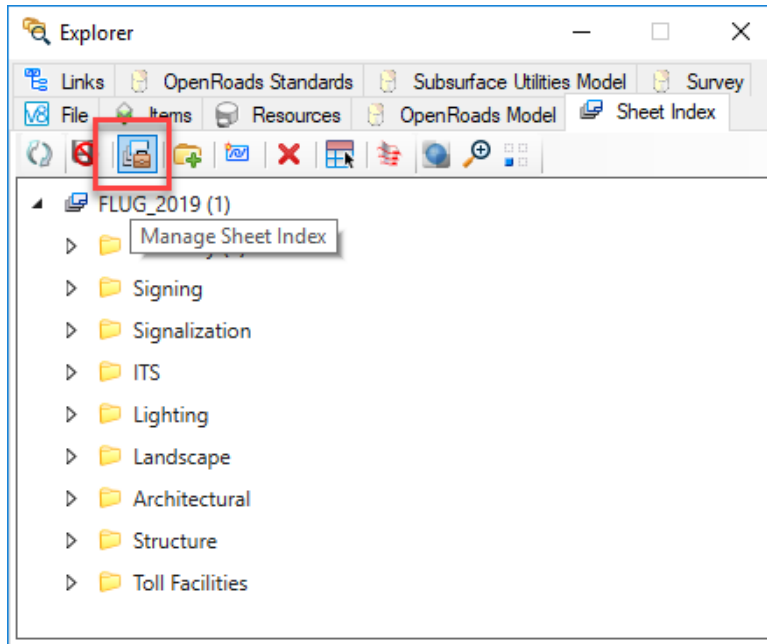 Explorer
Links OpenRoads Standards Subsurface Utilities Model Survey
File Items Resources OpenRoads Model Sheet Index
FLUG_2019 (1)
Manage Sheet Index
Signing
Signalization
ITS
Lighting
Landscape
Architectural
Structure
Toll Facilities